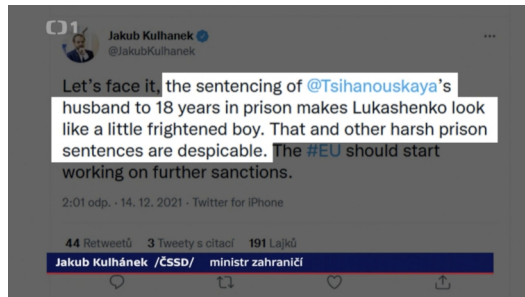 1
Jakub Kulhanek
@JakubKulhanek
Let's face it, the sentencing of @Tsihanouskaya's
husband to 18 years in prison makes Lukashenko look
like a little frightened boy. That and other harsh prison
sentences are despicable. The #EU should start
working on further sanctions.
2:01 odp. · 14. 12. 2021 · Twitter for iPhone
44 Retweetů 3 Tweety s citací 191 Lajků
Jakub Kulhánek /ČSSD/ ministr zahraničí